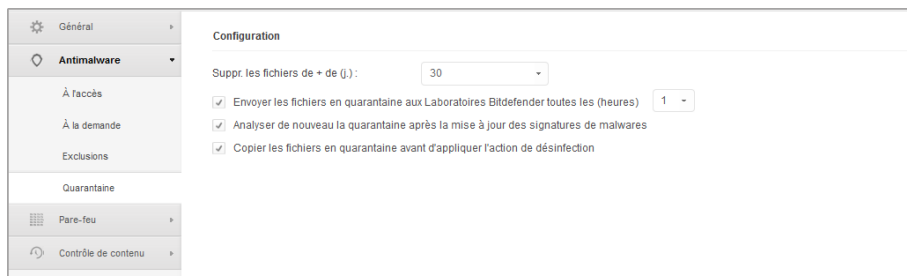 Général
Antimalware
À l'accès
À la demande
Exclusions
Quarantaine
Pare-feu
Contrôle de contenu
Configuration
Suppr. les fichiers de + de (j.) : 30
Envoyer les fichiers en quarantaine aux Laboratoires Bitdefender toutes les (heures) 1
Analyser de nouveau la quarantaine après la mise à jour des signatures de malwares
Copier les fichiers en quarantaine avant d'appliquer l'action de désinfection